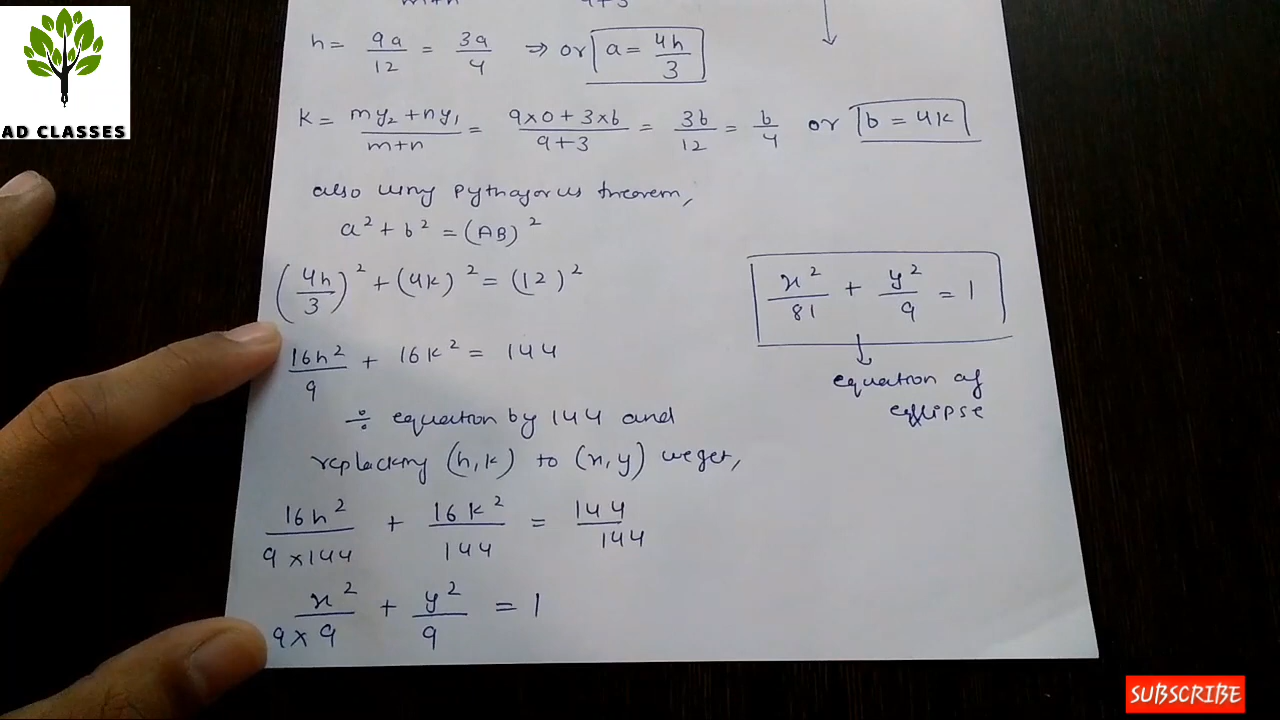 m+n 9+3
h = 9a/12 = 3a/4 ⇒ or a = 4h/3
AD CLASSES
k = my₂ + ny₁/m+n = 9×0 + 3×b/9+3 = 3b/12 = b/4 or b = 4k
also using Pythagorus theorem,
a² + b² = (AB)²
(4h/3)² + (4k)² = (12)²
16h²/9 + 16k² = 144
÷ equation by 144 and
replacing (h,k) to (x,y) we get,
16h²/9×144 + 16k²/144 = 144/144
x²/9×9 + y²/9 = 1
x²/81 + y²/9 = 1
equation of
ellipse
SUBSCRIBE